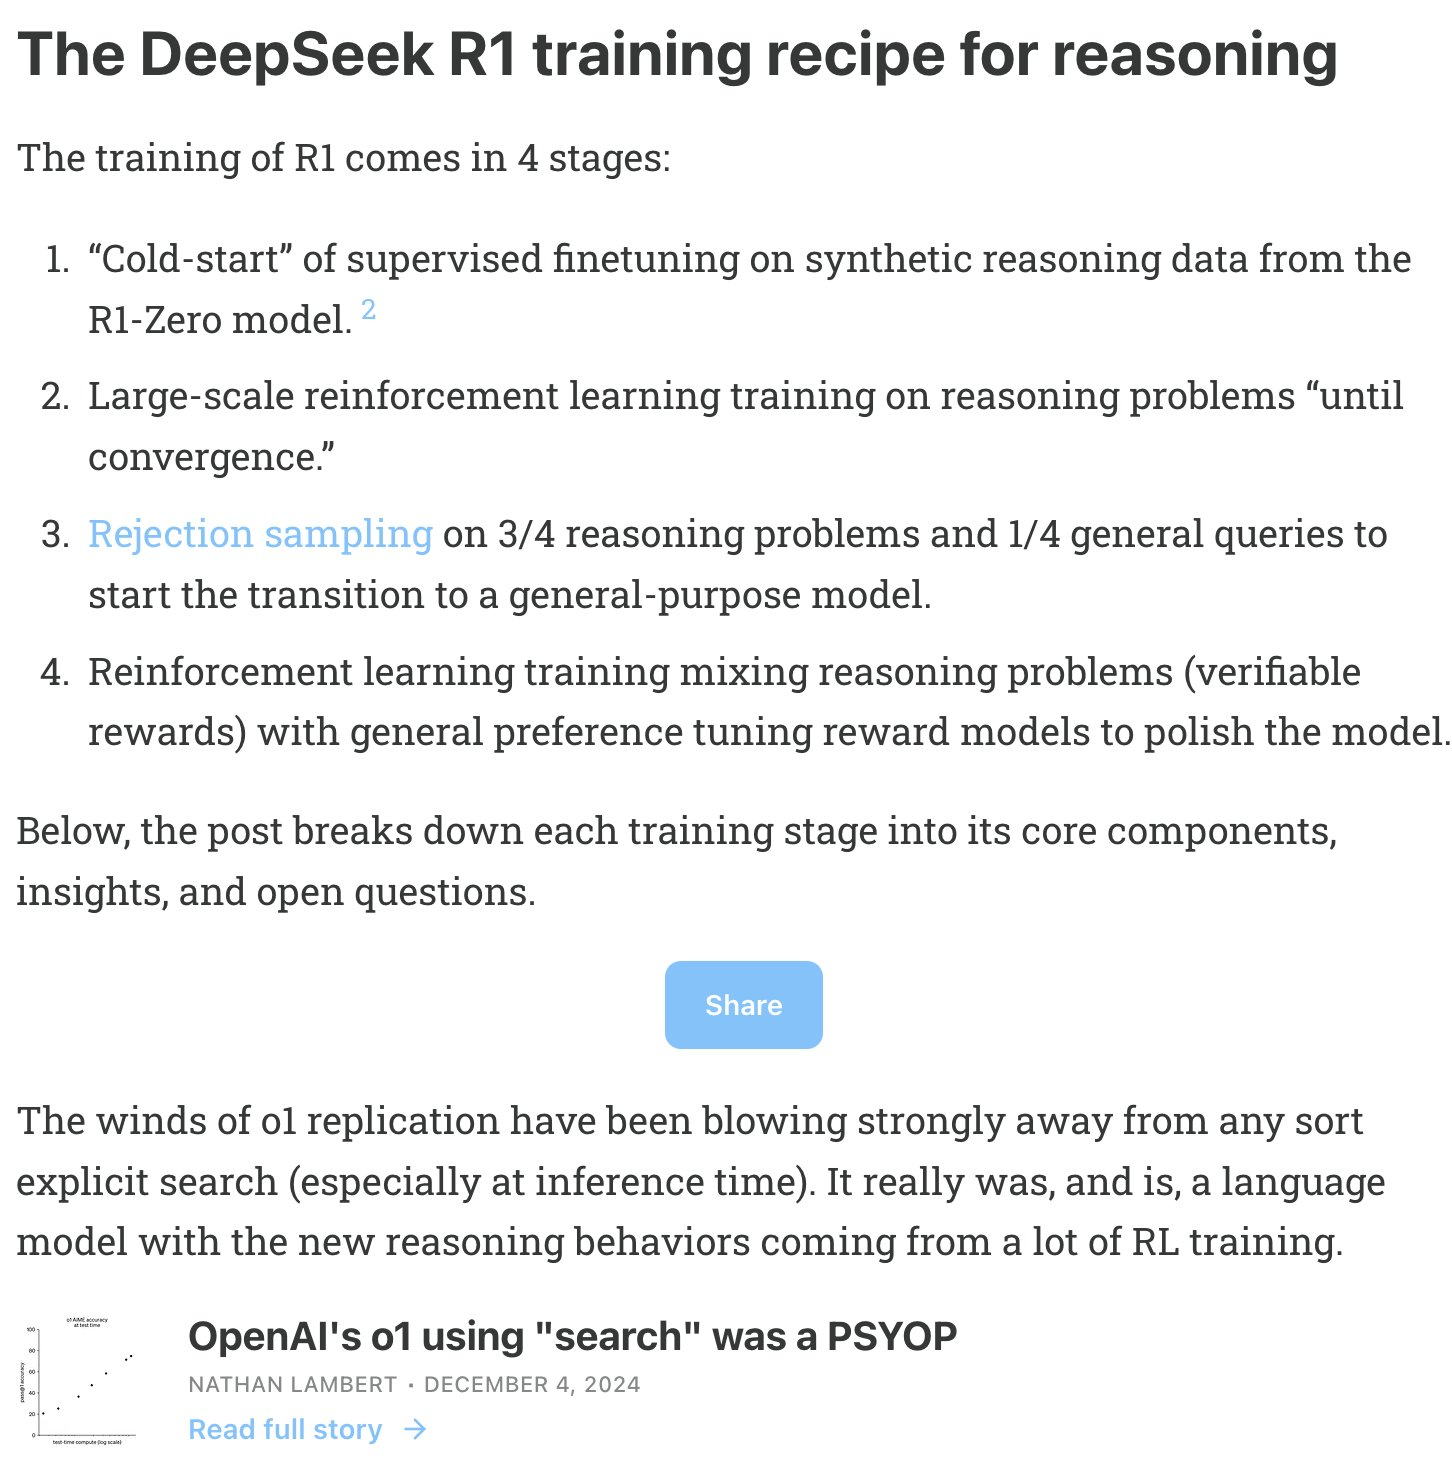 The DeepSeek R1 training recipe for reasoning
The training of R1 comes in 4 stages:
1. “Cold-start” of supervised finetuning on synthetic reasoning data from the
R1-Zero model. 2
2. Large-scale reinforcement learning training on reasoning problems “until
convergence.”
3. Rejection sampling on 3/4 reasoning problems and 1/4 general queries to
start the transition to a general-purpose model.
4. Reinforcement learning training mixing reasoning problems (verifiable
rewards) with general preference tuning reward models to polish the model.
Below, the post breaks down each training stage into its core components,
insights, and open questions.
Share
The winds of o1 replication have been blowing strongly away from any sort
explicit search (especially at inference time). It really was, and is, a language
model with the new reasoning behaviors coming from a lot of RL training.
o1 AIME accuracy
at test time
100
80
60
40
20
0
pass@1 accuracy
test-time compute (log scale)
OpenAI's o1 using "search" was a PSYOP
NATHAN LAMBERT · DECEMBER 4, 2024
Read full story →